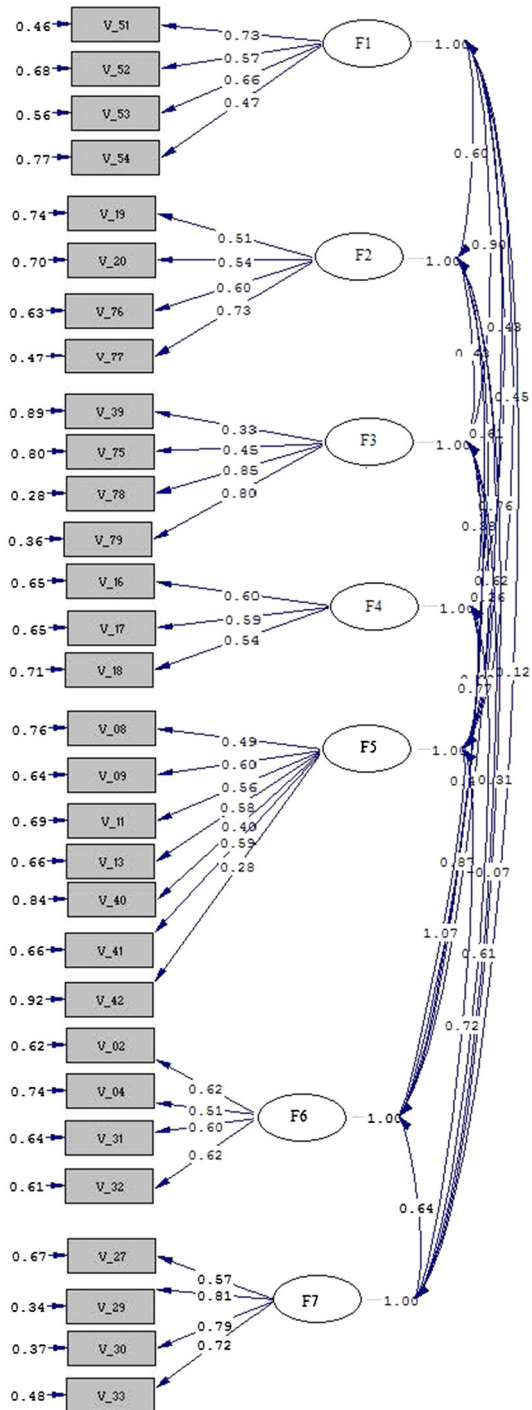 0.46 V_51 0.73 F1 1.00
0.68 V_52 0.57
0.56 V_53 0.66
0.77 V_54 0.47
0.60
0.74 V_19 0.51
0.90
0.70 V_20 0.54 F2 1.00
0.63 V_76 0.60
0.47 V_77 0.73
0.43
0.45
0.89 V_39 0.33
0.61
0.80 V_75 0.45 F3 1.00
0.28 V_78 0.85
0.36 V_79 0.80
0.76
0.38
0.65 V_16 0.60
0.62
0.65 V_17 0.59 F4 1.00
0.71 V_18 0.54
0.12
0.77
0.76 V_08 0.49
0.64 V_09 0.60 F5 1.00
0.31
0.69 V_11 0.56
0.66 V_13 0.58
0.84 V_40 0.40
0.66 V_41 0.59
0.92 V_42 0.28
0.87
-0.07
1.07
0.61
0.72
0.62 V_02 0.62
0.74 V_04 0.51
0.64 V_31 0.60 F6 1.00
0.61 V_32 0.62
0.64
0.67 V_27 0.57
0.34 V_29 0.81 F7 1.00
0.37 V_30 0.79
0.48 V_33 0.72